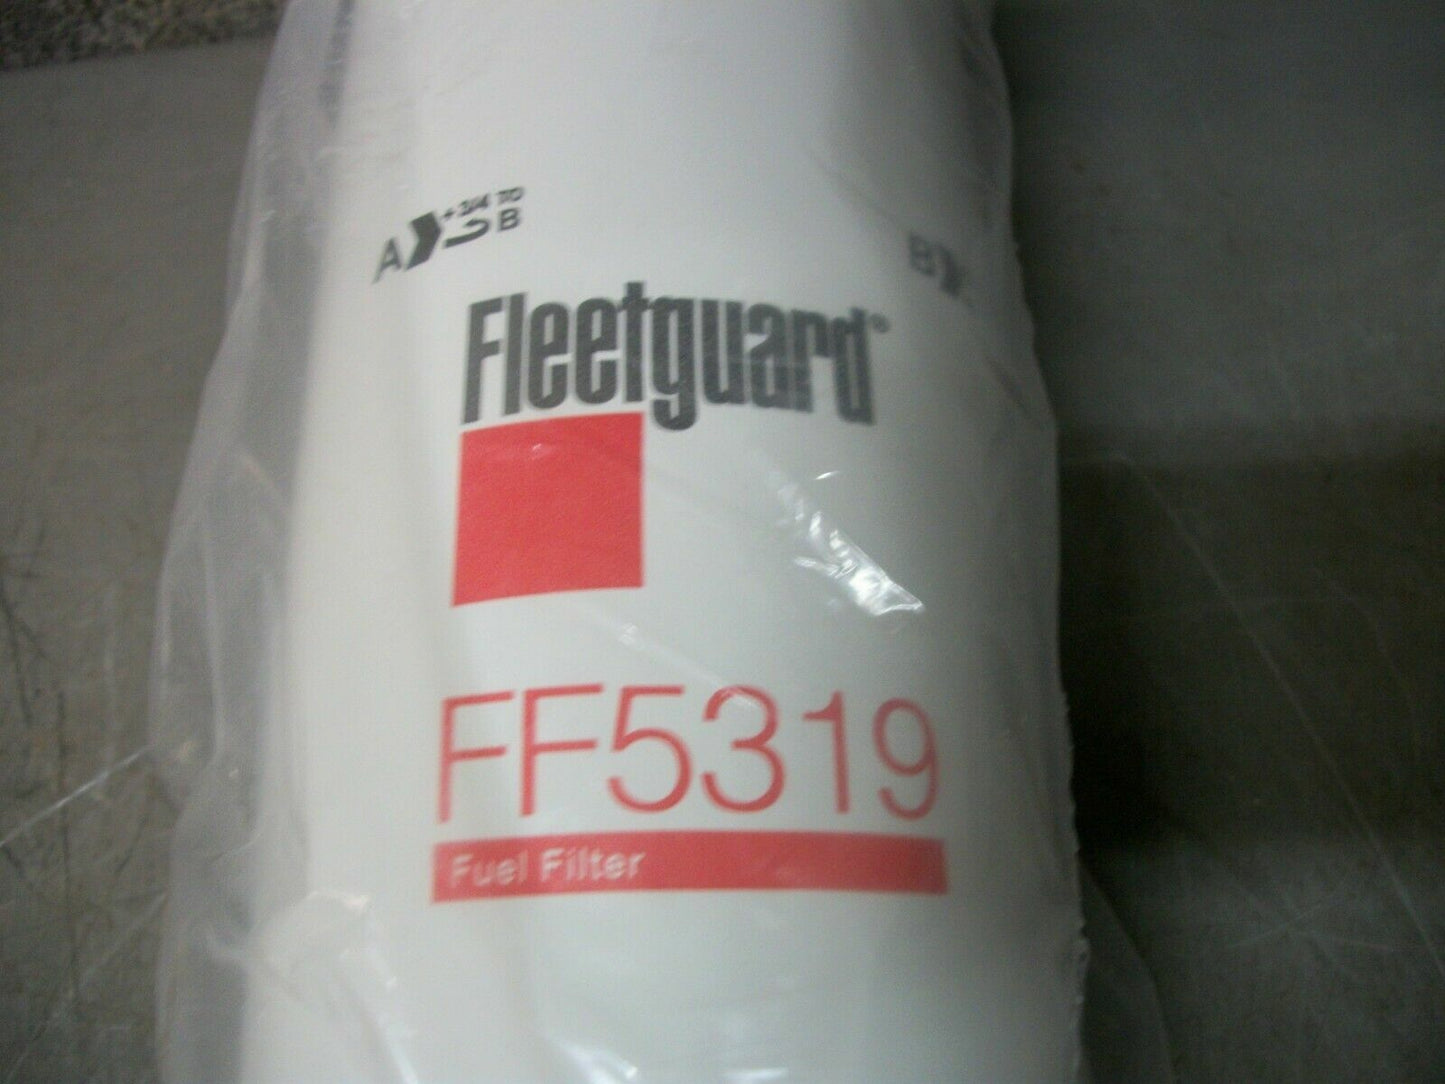 + 3/4 TO
A B
B
Fleetguard®
FF5319
Fuel Filter